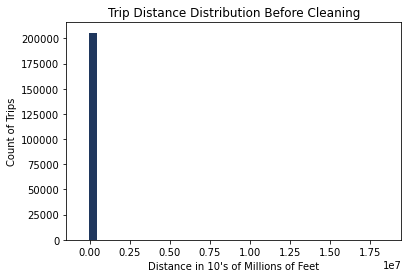 Trip Distance Distribution Before Cleaning
200000
175000
150000
125000
100000
75000
50000
25000
0
Count of Trips
0.00 0.25 0.50 0.75 1.00 1.25 1.50 1.75
1e7
Distance in 10's of Millions of Feet